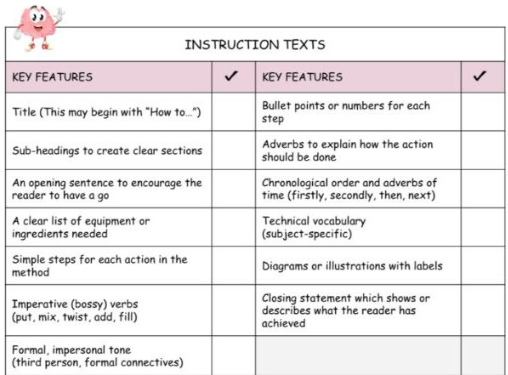 INSTRUCTION TEXTS
KEY FEATURES ✓ KEY FEATURES ✓
Title (This may begin with “How to…”)
Bullet points or numbers for each
step
Sub-headings to create clear sections
Adverbs to explain how the action
should be done
An opening sentence to encourage the
reader to have a go
Chronological order and adverbs of
time (firstly, secondly, then, next)
A clear list of equipment or
ingredients needed
Technical vocabulary
(subject-specific)
Simple steps for each action in the
method
Diagrams or illustrations with labels
Imperative (bossy) verbs
(put, mix, twist, add, fill)
Closing statement which shows or
describes what the reader has
achieved
Formal, impersonal tone
(third person, formal connectives)